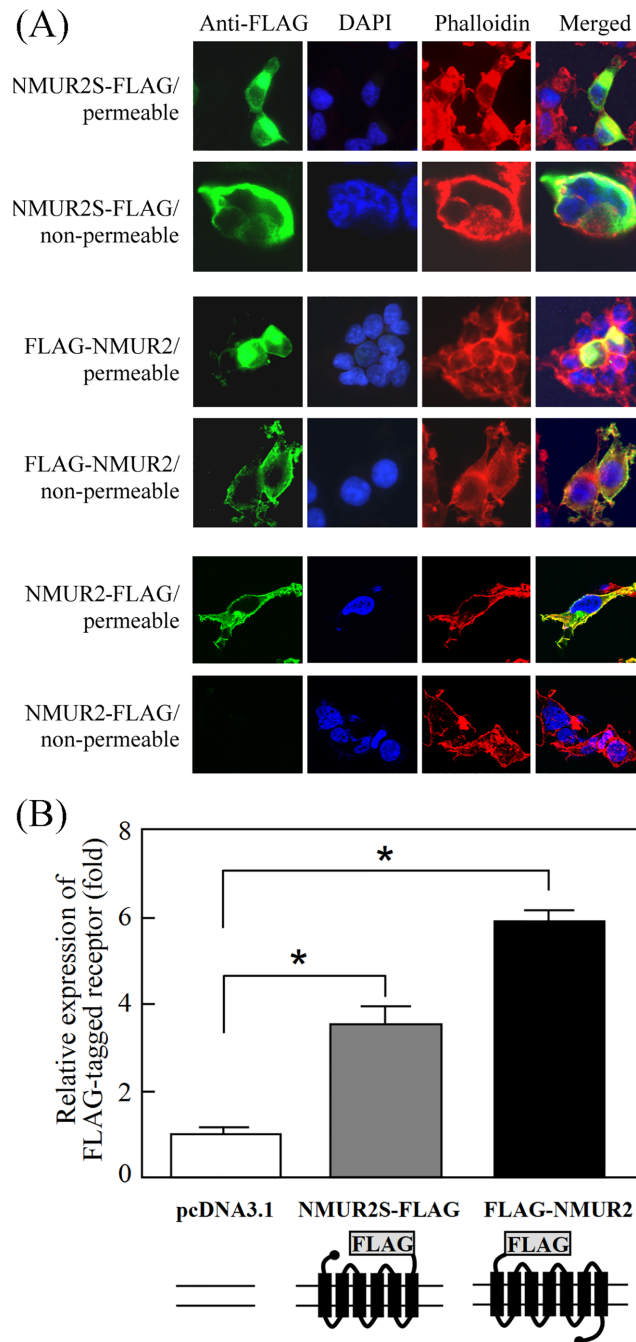 (A)
Anti-FLAG DAPI Phalloidin Merged
NMUR2S-FLAG/
permeable
NMUR2S-FLAG/
non-permeable
FLAG-NMUR2/
permeable
FLAG-NMUR2/
non-permeable
NMUR2-FLAG/
permeable
NMUR2-FLAG/
non-permeable
(B)
Relative expression of
FLAG-tagged receptor (fold)
8
6
4
2
0
*
*
pcDNA3.1 NMUR2S-FLAG FLAG-NMUR2
FLAG FLAG